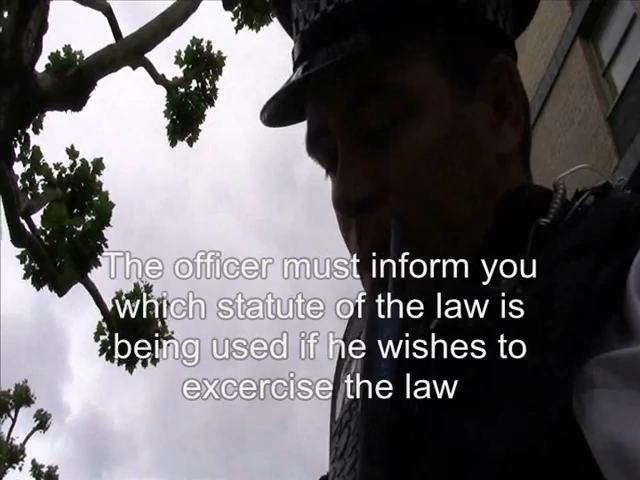 The officer must inform you
which statute of the law is
being used if he wishes to
excercise the law